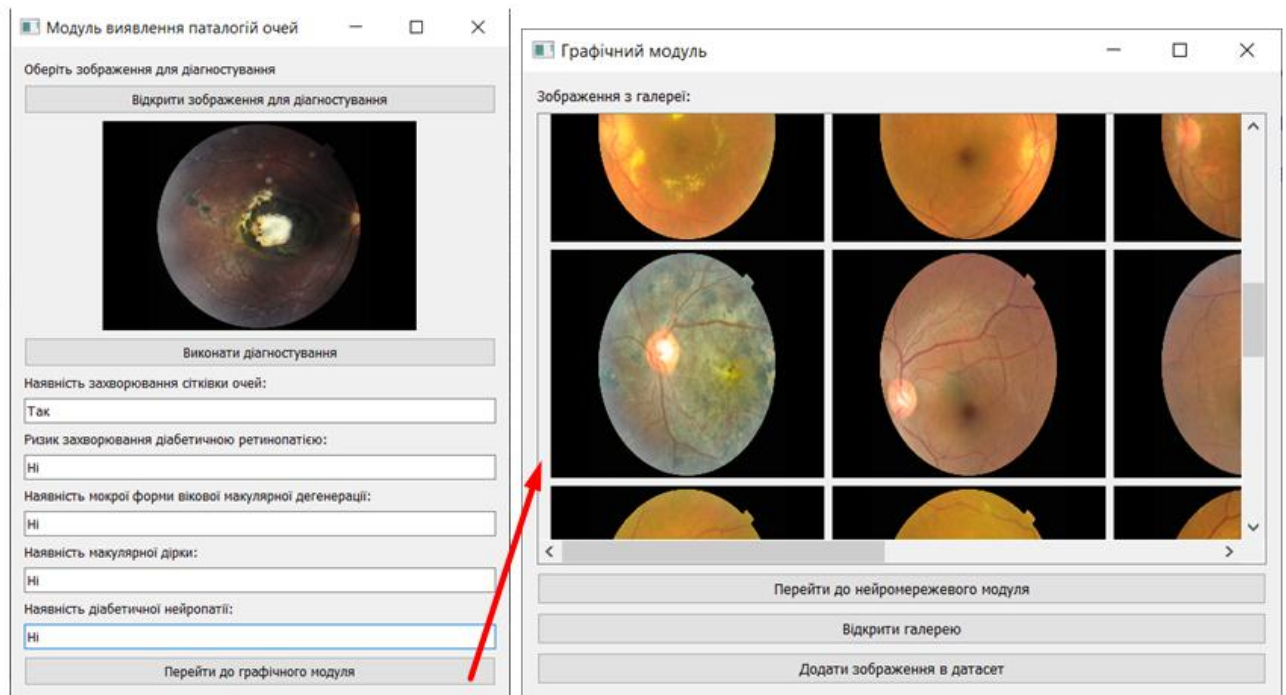 Модуль виявлення паталогій очей
Оберіть зображення для діагностування
Відкрити зображення для діагностування
Виконати діагностування
Наявність захворювання сітківки очей:
Так
Ризик захворювання діабетичною ретинопатією:
Ні
Наявність мокрої форми вікової макулярної дегенерації:
Ні
Наявність макулярної дірки:
Ні
Наявність діабетичної нейропатії:
Ні
Перейти до графічного модуля
Графічний модуль
Зображення з галереї:
Перейти до нейромережевого модуля
Відкрити галерею
Додати зображення в датасет